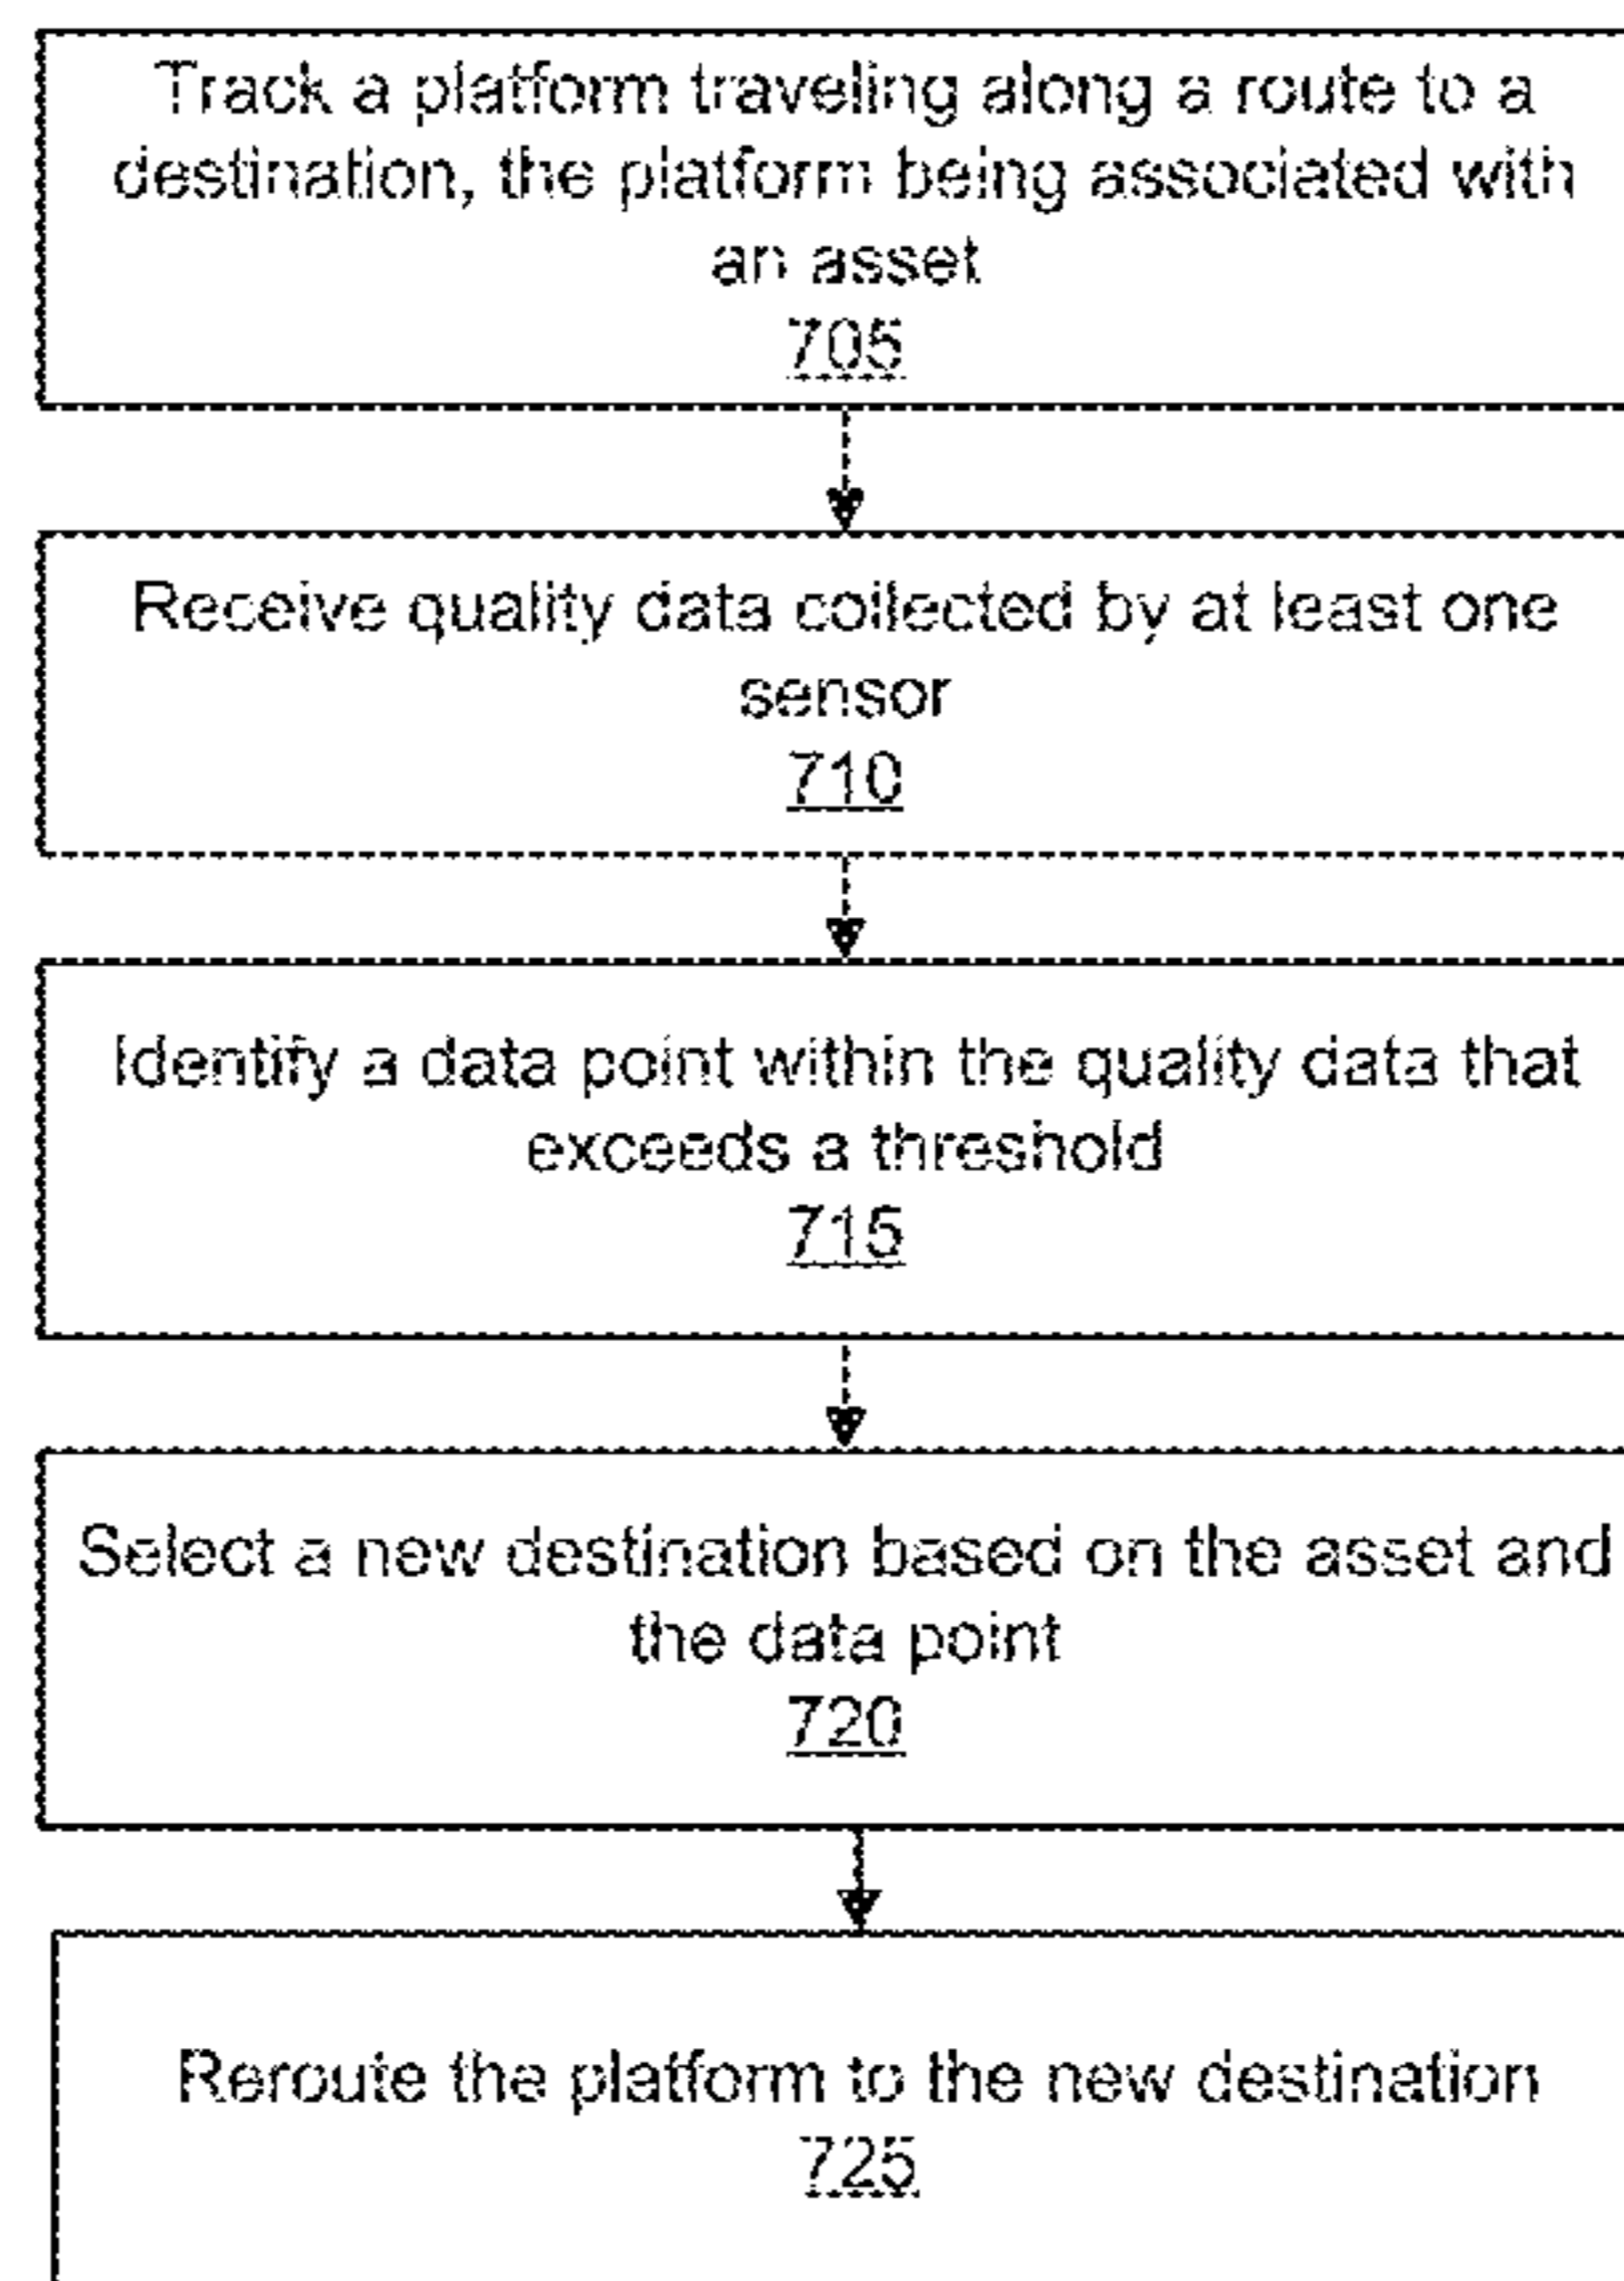 Track a platform traveling along a route to a
destination, the platform being associated with
an asset
705
Receive quality data collected by at least one
sensor
710
Identify a data point within the quality data that
exceeds a threshold
715
Select a new destination based on the asset and
the data point
720
Reroute the platform to the new destination
725